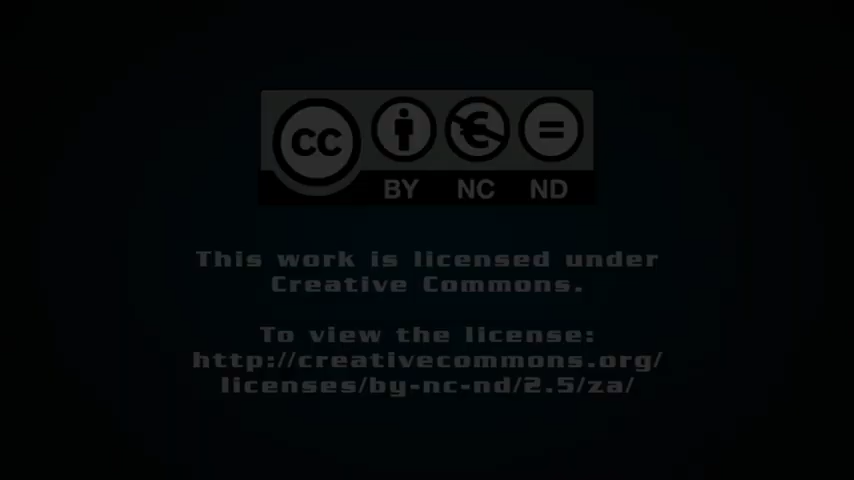 CC
BY NC ND
This work is licensed under
Creative Commons.
To view the license:
http://creativecommons.org/
licenses/by-nc-nd/2.5/za/